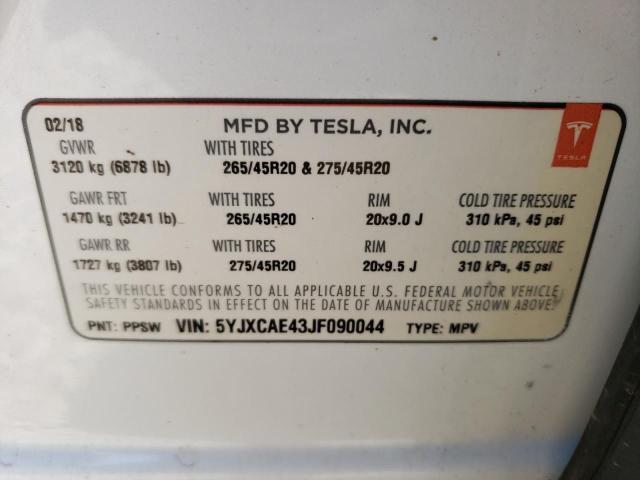 02/18 MFD BY TESLA, INC.
GVWR WITH TIRES
3120 kg (6878 lb) 265/45R20 & 275/45R20
TESLA
GAWR FRT WITH TIRES RIM COLD TIRE PRESSURE
1470 kg (3241 lb) 265/45R20 20x9.0 J 310 kPa, 45 psi
GAWR RR WITH TIRES RIM COLD TIRE PRESSURE
1727 kg (3807 lb) 275/45R20 20x9.5 J 310 kPa, 45 psi
THIS VEHICLE CONFORMS TO ALL APPLICABLE U.S. FEDERAL MOTOR VEHICLE
SAFETY STANDARDS IN EFFECT ON THE DATE OF MANUFACTURE SHOWN ABOVE.
PNT: PPSW VIN: 5YJXCAE43JF090044 TYPE: MPV